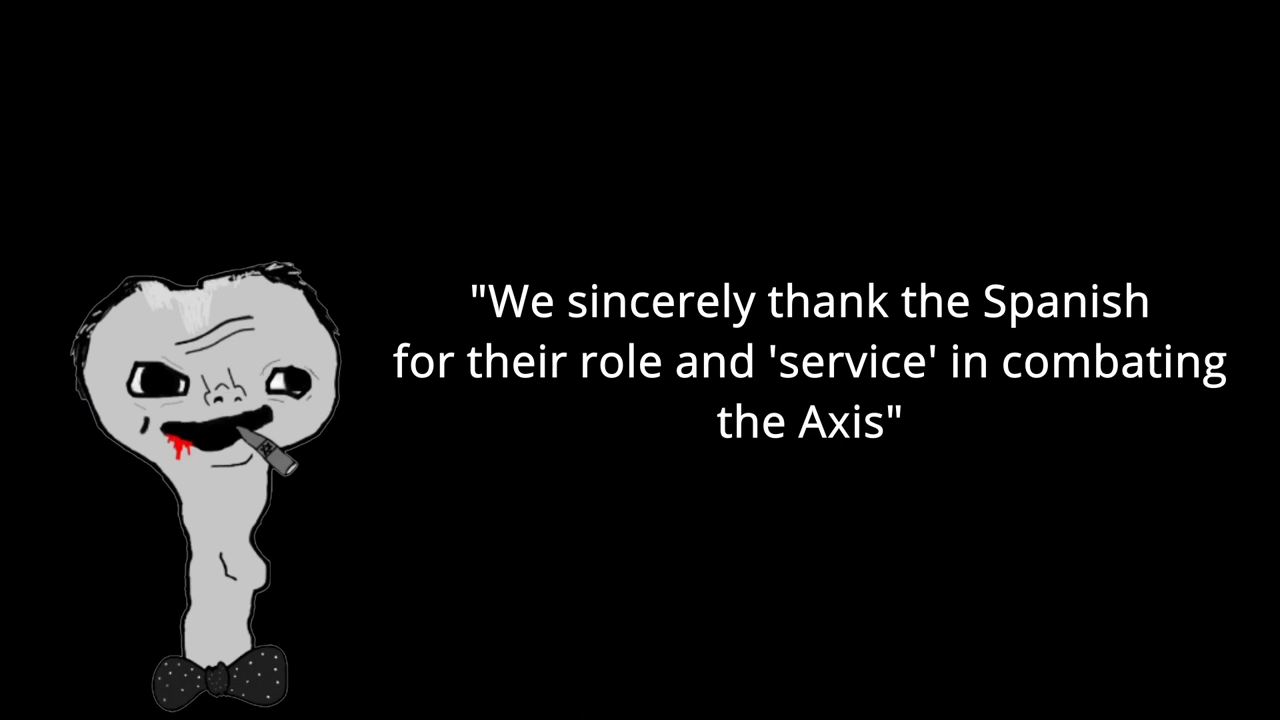 "We sincerely thank the Spanish
for their role and 'service' in combating
the Axis"